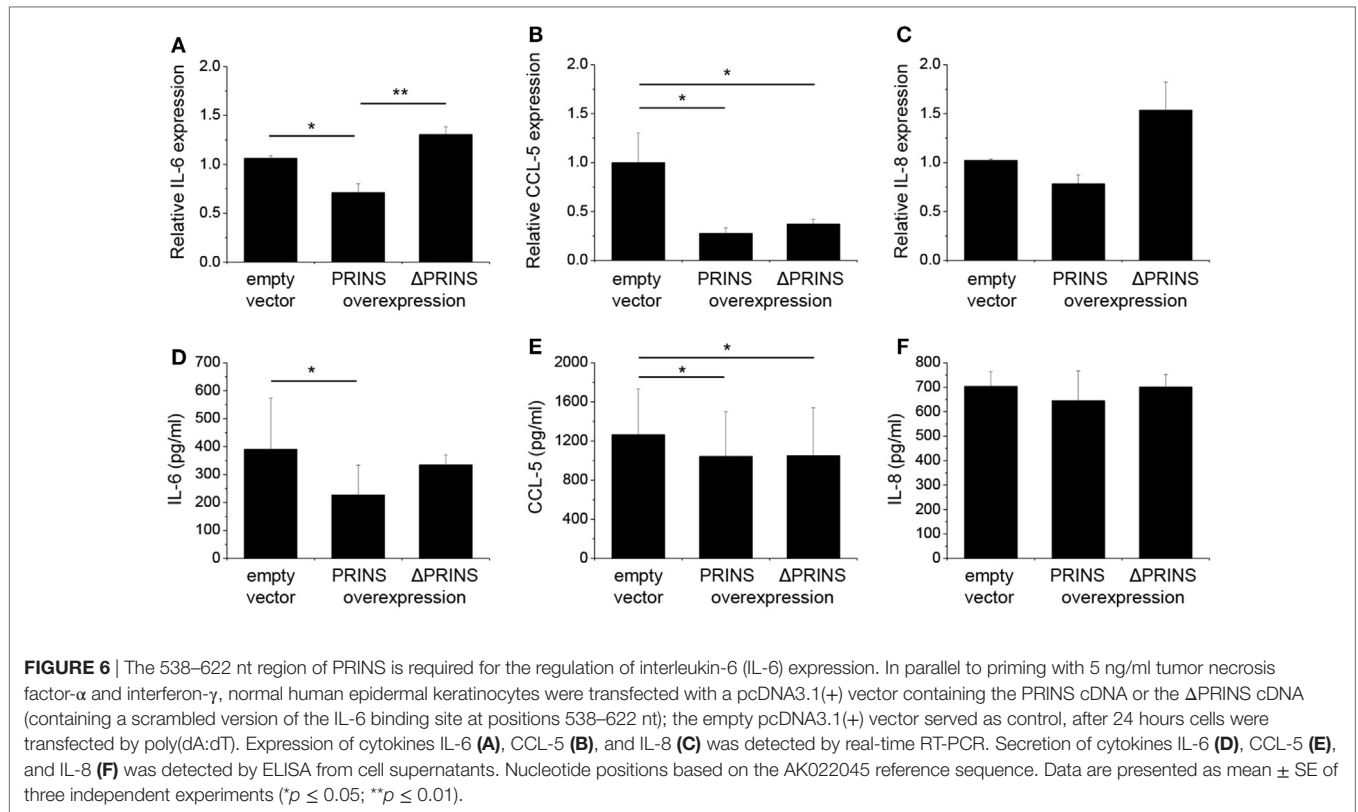 A
Relative IL-6 expression
2.0
1.5
1.0
0.5
0.0
*
**
empty vector
PRINS
ΔPRINS
overexpression
B
Relative CCL-5 expression
2.0
1.5
1.0
0.5
0.0
*
*
empty vector
PRINS
ΔPRINS
overexpression
C
Relative IL-8 expression
2.0
1.5
1.0
0.5
0.0
empty vector
PRINS
ΔPRINS
overexpression
D
IL-6 (pg/ml)
700
600
500
400
300
200
100
0
*
empty vector
PRINS
ΔPRINS
overexpression
E
CCL-5 (pg/ml)
2000
1600
1200
800
400
0
*
*
empty vector
PRINS
ΔPRINS
overexpression
F
IL-8 (pg/ml)
800
700
600
500
400
300
200
100
0
empty vector
PRINS
ΔPRINS
overexpression
FIGURE 6 | The 538–622 nt region of PRINS is required for the regulation of interleukin-6 (IL-6) expression. In parallel to priming with 5 ng/ml tumor necrosis
factor-α and interferon-γ, normal human epidermal keratinocytes were transfected with a pcDNA3.1(+) vector containing the PRINS cDNA or the ΔPRINS cDNA
(containing a scrambled version of the IL-6 binding site at positions 538–622 nt); the empty pcDNA3.1(+) vector served as control, after 24 hours cells were
transfected by poly(dA:dT). Expression of cytokines IL-6 (A), CCL-5 (B), and IL-8 (C) was detected by real-time RT-PCR. Secretion of cytokines IL-6 (D), CCL-5 (E),
and IL-8 (F) was detected by ELISA from cell supernatants. Nucleotide positions based on the AK022045 reference sequence. Data are presented as mean ± SE of
three independent experiments (*p ≤ 0.05; **p ≤ 0.01).